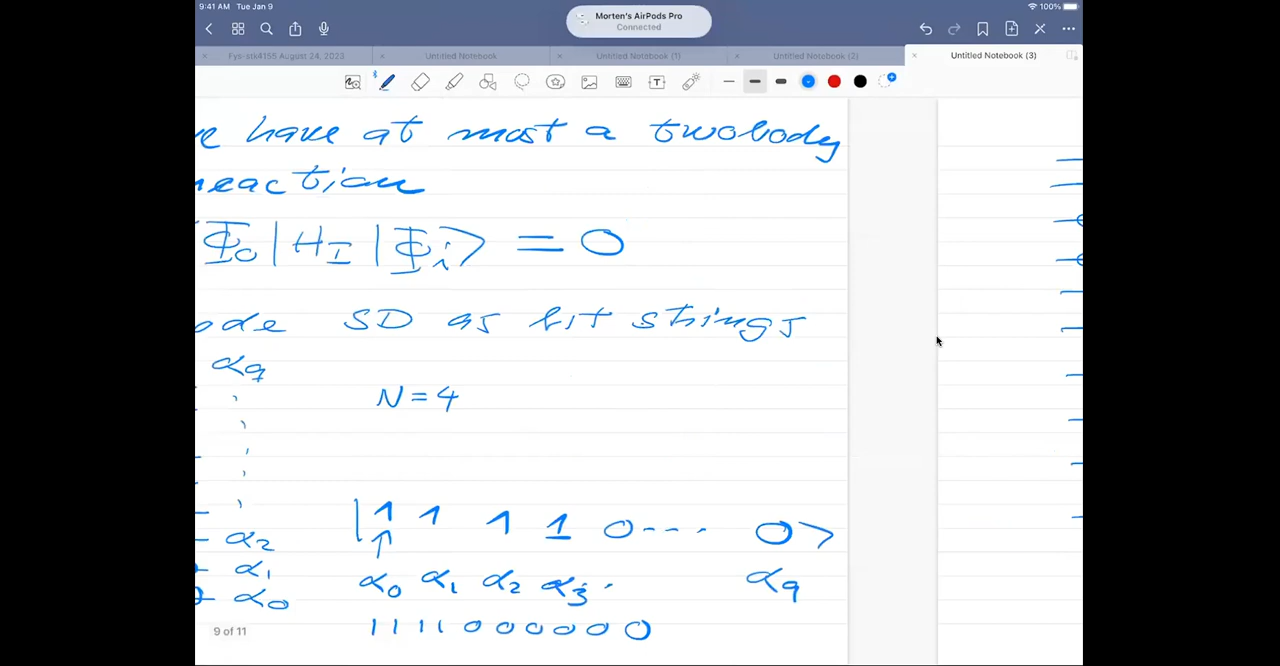 9:41 AM Tue Jan 9
100%
Morten's AirPods Pro
Connected
Fys-stk4155 August 24, 2023
Untitled Notebook
Untitled Notebook (1)
Untitled Notebook (2)
Untitled Notebook (3)
T
e have at most a twobody
reaction
Φ₀|H_I|Φᵢ⟩ = 0
ode SD as bit strings
α₉
N = 4
|1 1 1 1 0--- 0⟩
α₂
α₁
α₀
α₀ α₁ α₂ α₃ α₉
1111000000
9 of 11